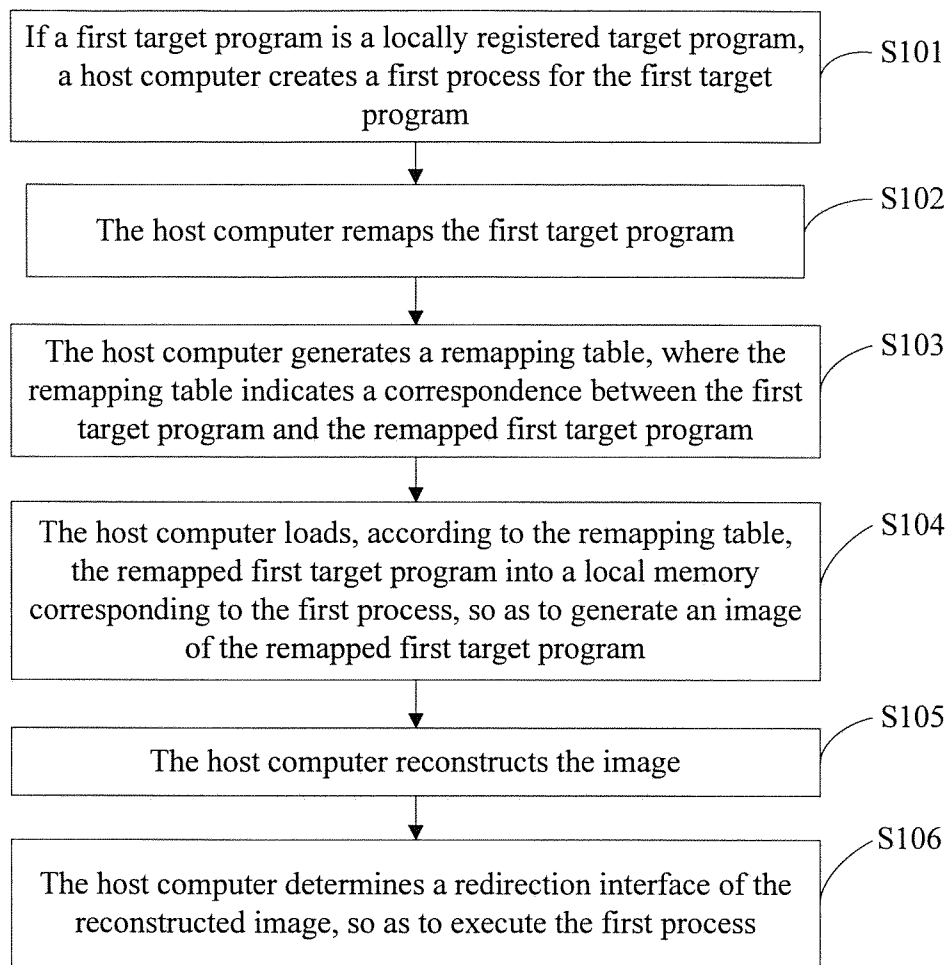 If a first target program is a locally registered target program,
a host computer creates a first process for the first target
program
S101
The host computer remaps the first target program
S102
The host computer generates a remapping table, where the
remapping table indicates a correspondence between the first
target program and the remapped first target program
S103
The host computer loads, according to the remapping table,
the remapped first target program into a local memory
corresponding to the first process, so as to generate an image
of the remapped first target program
S104
The host computer reconstructs the image
S105
The host computer determines a redirection interface of the
reconstructed image, so as to execute the first process
S106